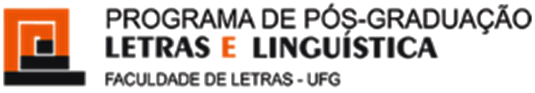 PROGRAMA DE PÓS-GRADUAÇÃO
LETRAS E LINGUÍSTICA
FACULDADE DE LETRAS - UFG